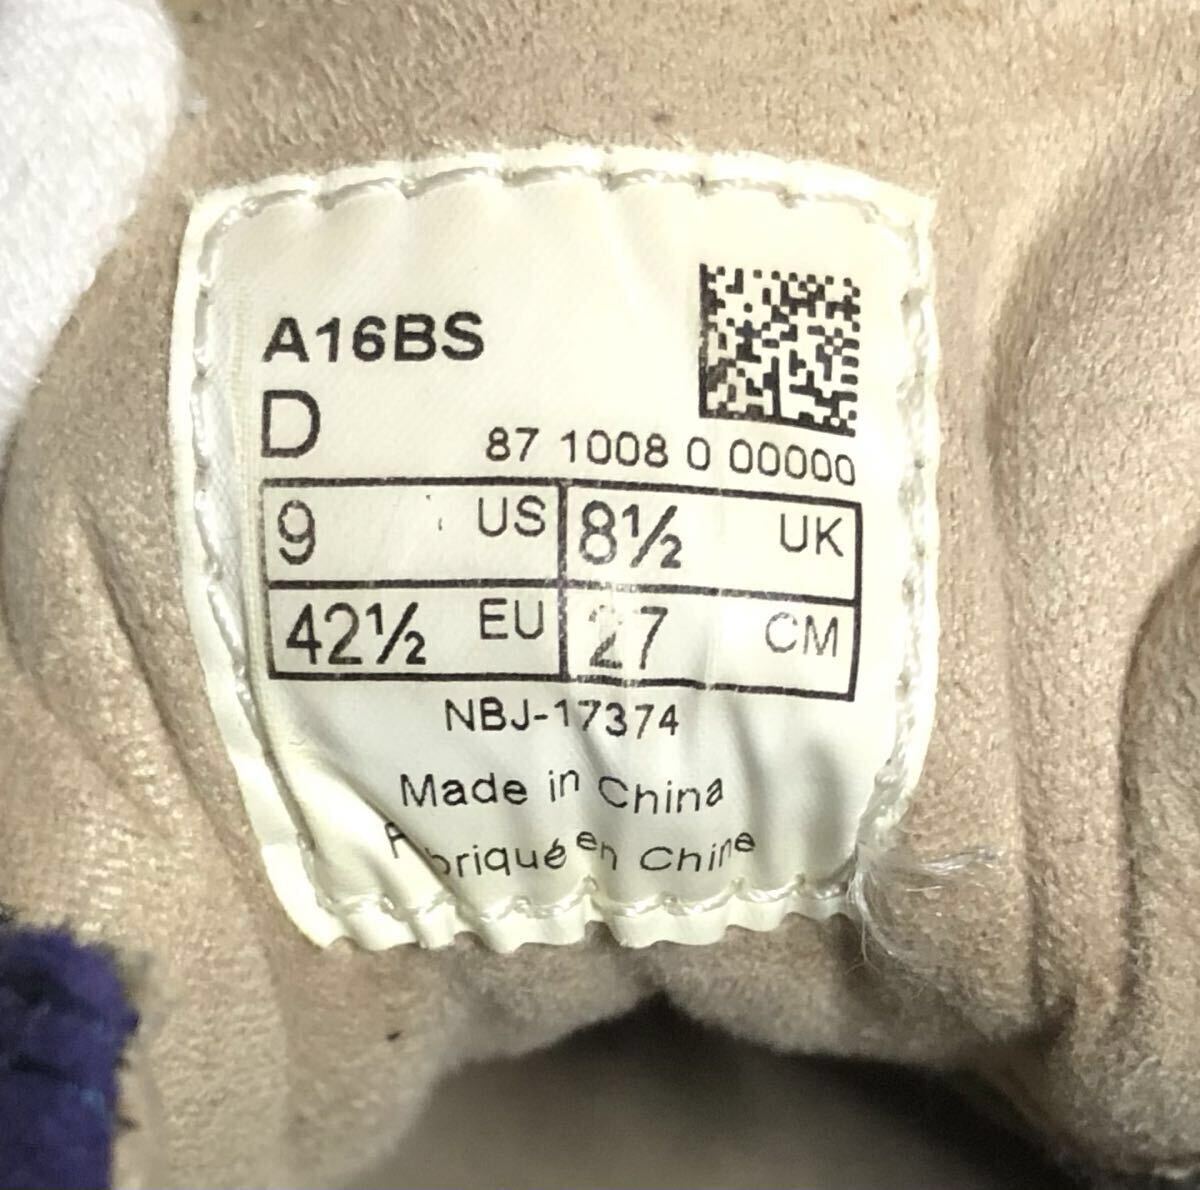 A16BS
D
87 1008 0 00000
9 US 8½ UK
42½ EU 27 CM
NBJ-17374
Made in China
Fabriqué en Chine